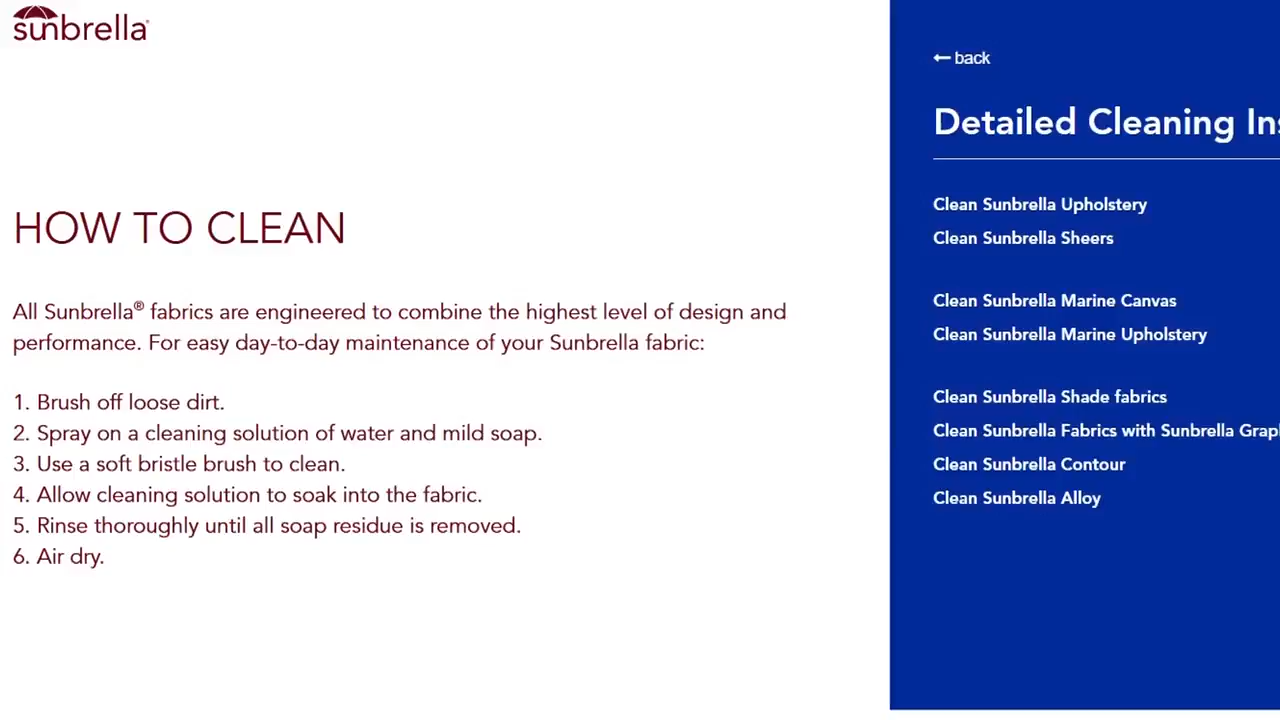 sunbrella
HOW TO CLEAN
All Sunbrella® fabrics are engineered to combine the highest level of design and
performance. For easy day-to-day maintenance of your Sunbrella fabric:
1. Brush off loose dirt.
2. Spray on a cleaning solution of water and mild soap.
3. Use a soft bristle brush to clean.
4. Allow cleaning solution to soak into the fabric.
5. Rinse thoroughly until all soap residue is removed.
6. Air dry.
← back
Detailed Cleaning
Clean Sunbrella Upholstery
Clean Sunbrella Sheers
Clean Sunbrella Marine Canvas
Clean Sunbrella Marine Upholstery
Clean Sunbrella Shade fabrics
Clean Sunbrella Fabrics with Sunbrella
Clean Sunbrella Contour
Clean Sunbrella Alloy